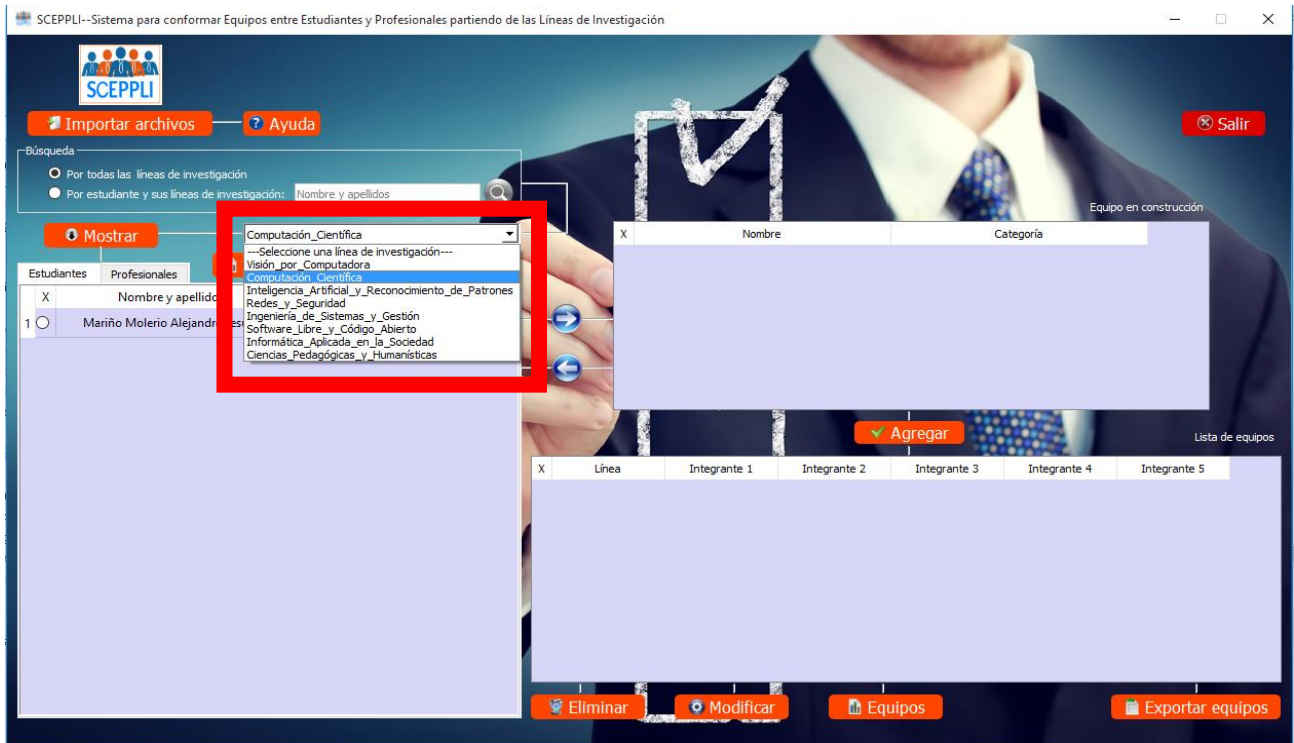 SCEPPLI--Sistema para conformar Equipos entre Estudiantes y Profesionales partiendo de las Líneas de Investigación
SCEPPLI
Importar archivos
Ayuda
Salir
Búsqueda
Por todas las líneas de investigación
Por estudiante y sus líneas de investigación:
Nombre y apellidos
Mostrar
Computación_Científica
---Seleccione una línea de investigación---
Visión_por_Computadora
Computación_Científica
Inteligencia_Artificial_y_Reconocimiento_de_Patrones
Redes_y_Seguridad
Ingeniería_de_Sistemas_y_Gestión
Software_Libre_y_Código_Abierto
Informática_Aplicada_en_la_Sociedad
Ciencias_Pedagógicas_y_Humanísticas
Estudiantes
Profesionales
X
Nombre y apellido
1
Mariño Molerio Alejandr
Equipo en construcción
X
Nombre
Categoría
Agregar
Lista de equipos
X
Línea
Integrante 1
Integrante 2
Integrante 3
Integrante 4
Integrante 5
Eliminar
Modificar
Equipos
Exportar equipos